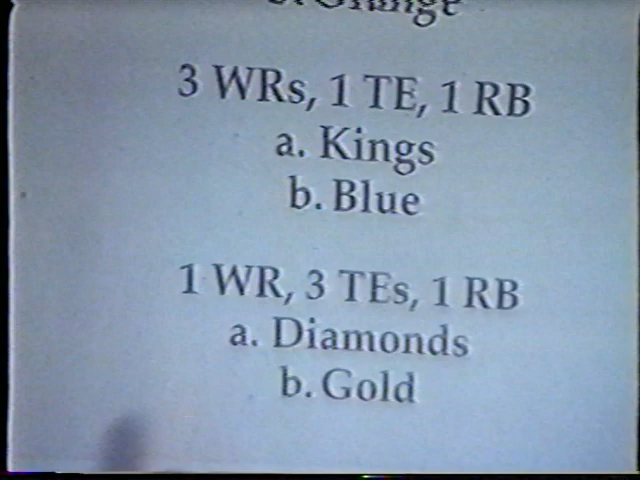 3 WRs, 1 TE, 1 RB
a. Kings
b. Blue
1 WR, 3 TEs, 1 RB
a. Diamonds
b. Gold